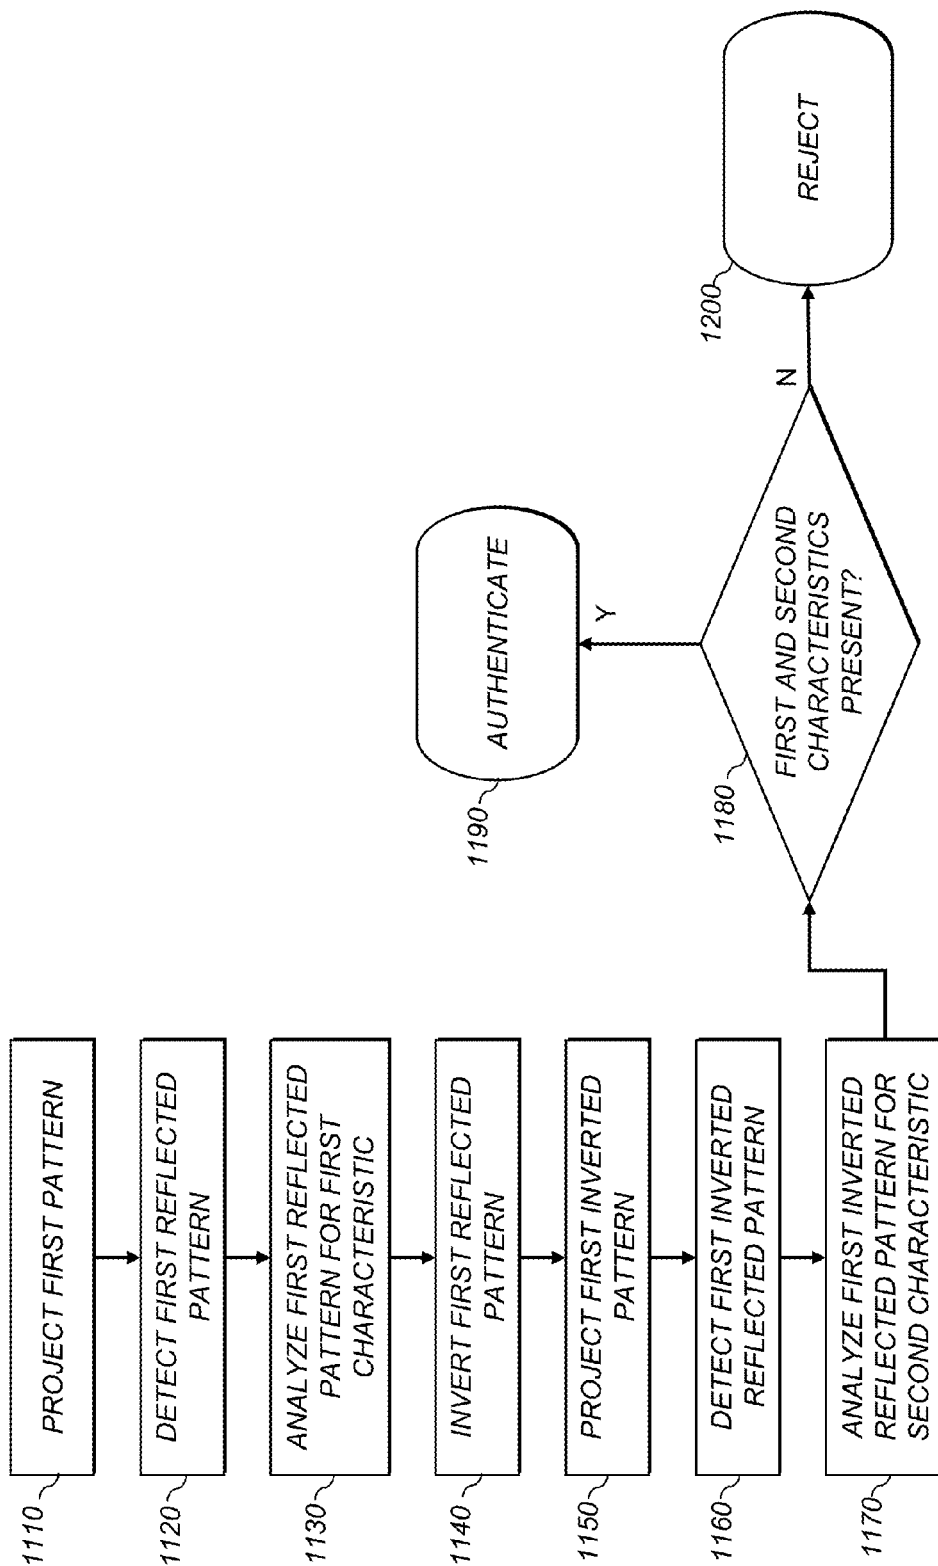 1110
PROJECT FIRST PATTERN
1120
DETECT FIRST REFLECTED
PATTERN
1130
ANALYZE FIRST REFLECTED
PATTERN FOR FIRST
CHARACTERISTIC
1140
INVERT FIRST REFLECTED
PATTERN
1150
PROJECT FIRST INVERTED
PATTERN
1160
DETECT FIRST INVERTED
REFLECTED PATTERN
1170
ANALYZE FIRST INVERTED
REFLECTED PATTERN FOR
SECOND CHARACTERISTIC
1180
FIRST AND SECOND
CHARACTERISTICS
PRESENT?
Y
1190
AUTHENTICATE
N
1200
REJECT